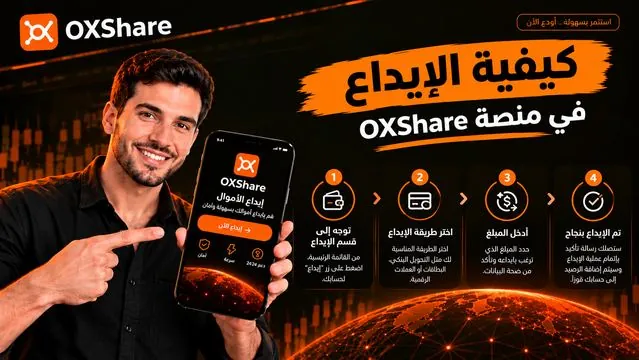 OXShare
استثمر بسهولة .. أودع الآن
كيفية الإيداع
في منصة OXShare
9:41
OXShare
إيداع الأموال
قم بإيداع أموالك بسهولة وأمان
إيداع الآن
أمان
سرعة
دعم 24/24
1
توجه إلى
قسم الإيداع
من القائمة الرئيسية،
اضغط على زر "إيداع"
لحسابك.
2
اختر طريقة الإيداع
اختر الطريقة المناسبة
لك مثل التحويل البنكي،
البطاقات أو العملات
الرقمية.
3
أدخل المبلغ
حدد المبلغ الذي
ترغب بإيداعه وتأكد
من صحة البيانات.
4
تم الإيداع بنجاح
ستصلك رسالة تأكيد
بإتمام عملية الإيداع
وسيتم إضافة الرصيد
إلى حسابك فورًا.